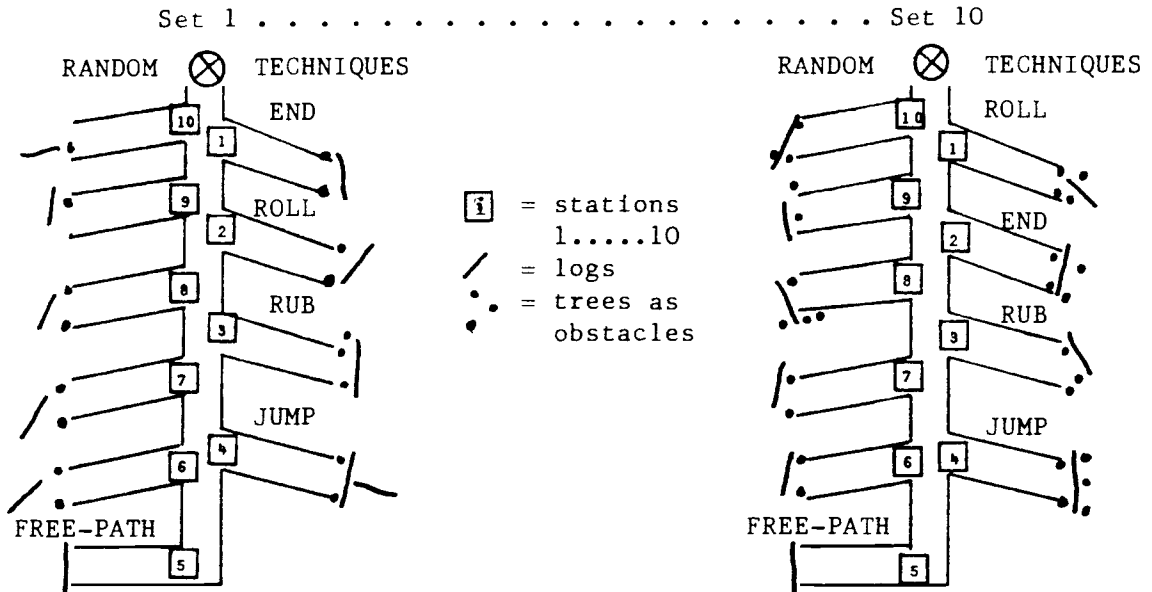 Set 1 . . . . . . . . . . . . . . . . . . . . . Set 10
RANDOM TECHNIQUES RANDOM TECHNIQUES
END ROLL
10 1 10 1
9 ROLL 9 END
2 2
8 RUB 8 RUB
3 3
7 JUMP 7 JUMP
4 4
6 6
FREE-PATH FREE-PATH
5 5
i = stations
1.....10
/ = logs
= trees as
obstacles